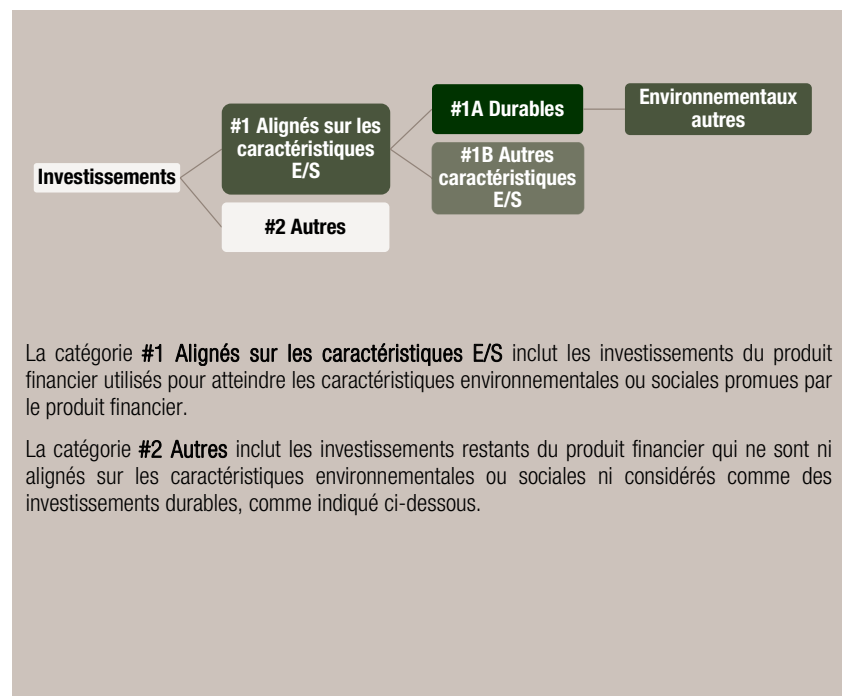 Investissements
#1 Alignés sur les
caractéristiques
E/S
#2 Autres
#1A Durables
#1B Autres
caractéristiques
E/S
Environnementaux
autres
La catégorie #1 Alignés sur les caractéristiques E/S inclut les investissements du produit
financier utilisés pour atteindre les caractéristiques environnementales ou sociales promues par
le produit financier.
La catégorie #2 Autres inclut les investissements restants du produit financier qui ne sont ni
alignés sur les caractéristiques environnementales ou sociales ni considérés comme des
investissements durables, comme indiqué ci-dessous.